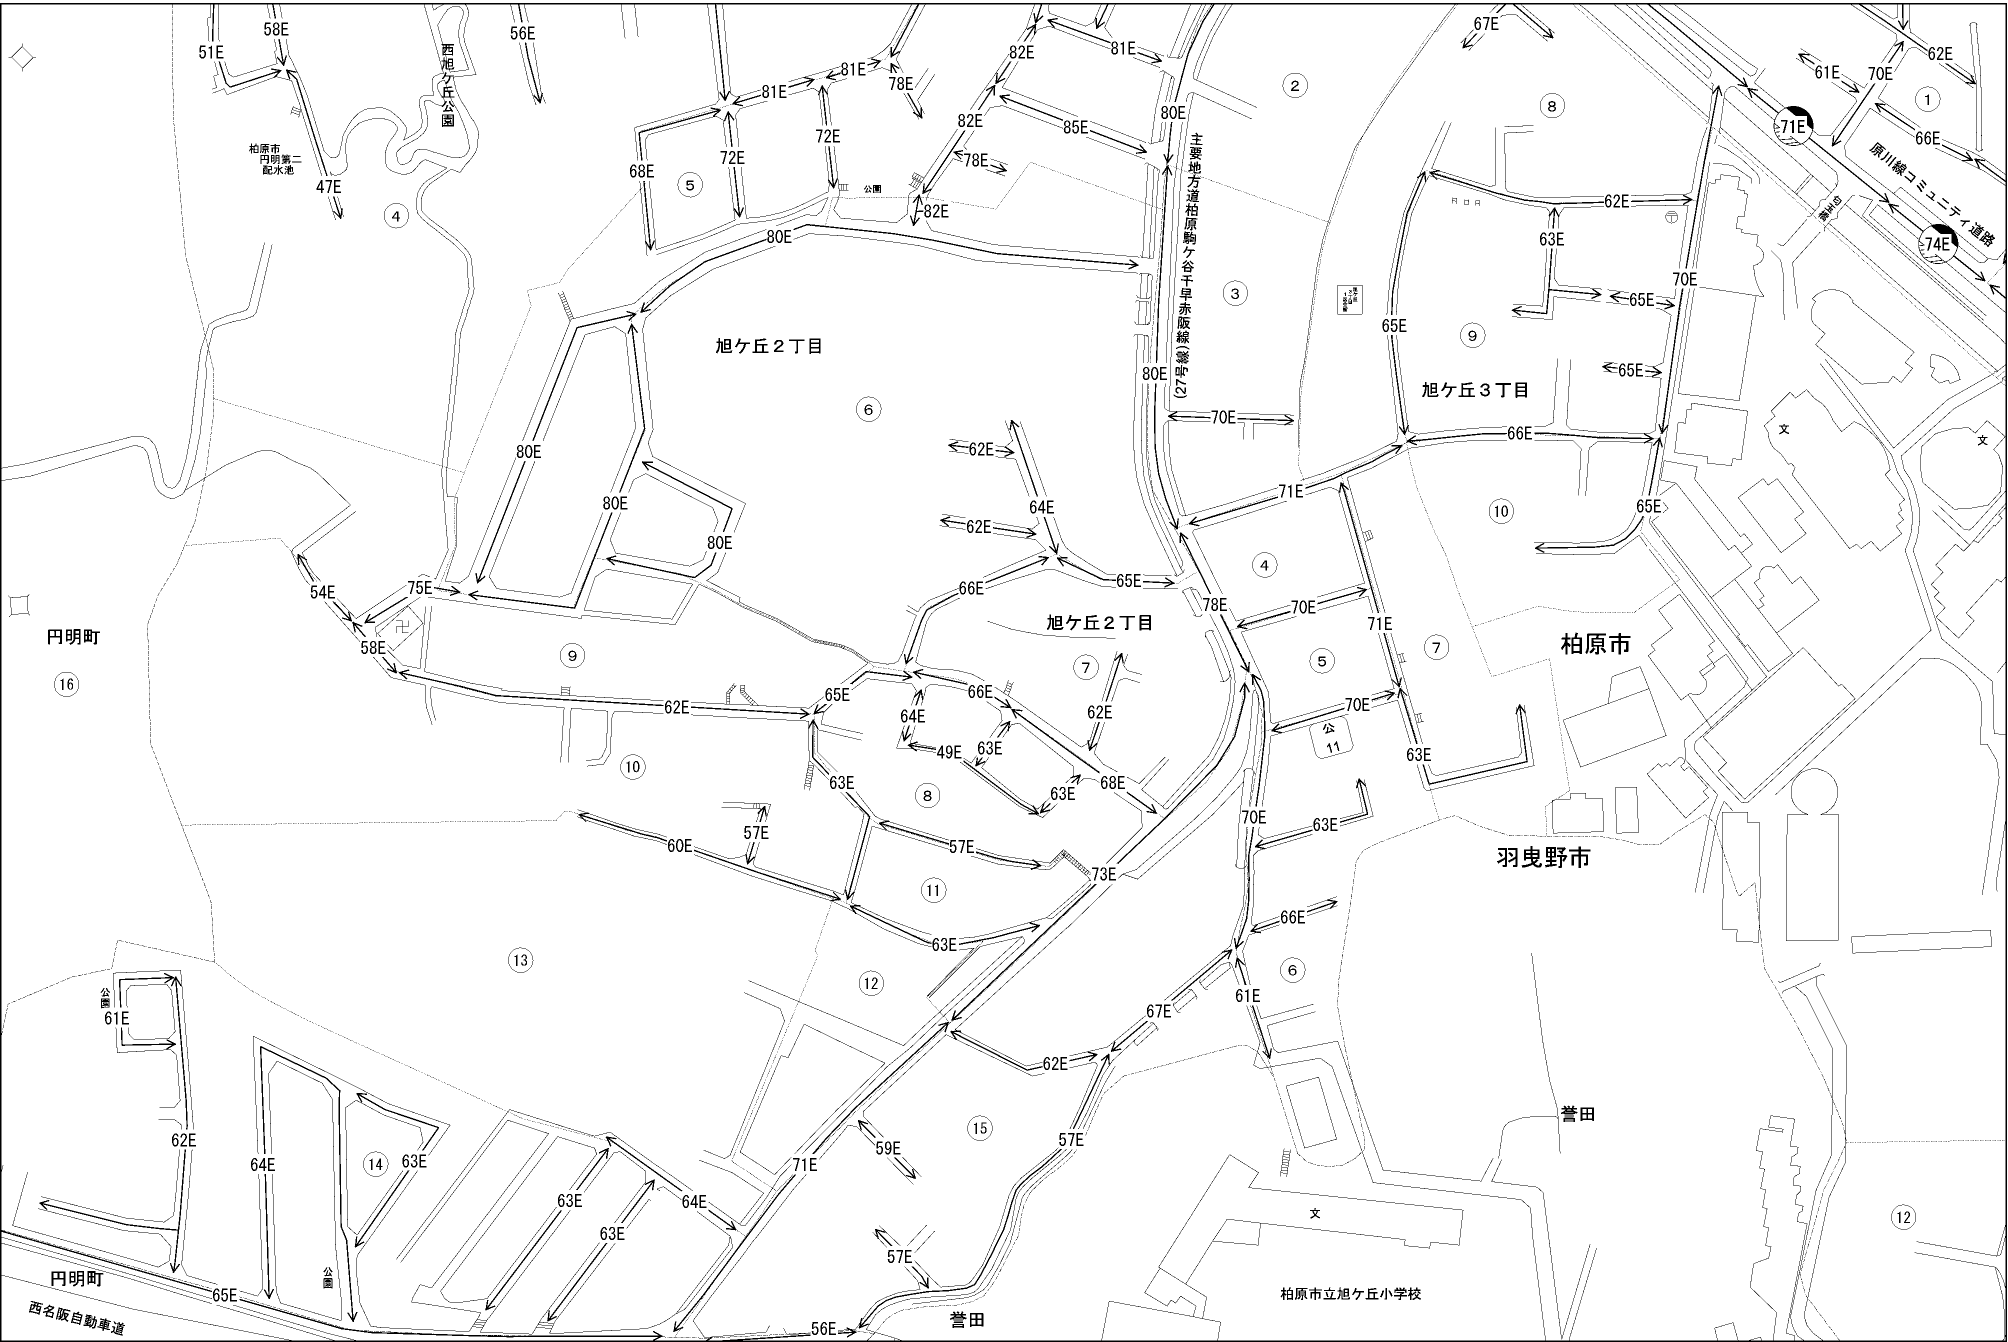 51E
58E
56E
西旭ケ丘公園
柏原市
円明第二
配水池
47E
④
81E
81E
78E
82E
82E
81E
80E
85E
78E
72E
72E
68E
⑤
公園
82E
80E
②
67E
⑧
61E
70E
62E
①
66E
71E
原川線コミュニティ道路
74E
62E
63E
70E
65E
65E
65E
⑨
③
主要地方道柏原駒ケ谷千早赤阪線(27号線)
旭ケ丘２丁目
旭ケ丘３丁目
⑥
80E
70E
66E
文
文
80E
80E
80E
62E
62E
64E
71E
65E
⑩
④
66E
65E
78E
70E
71E
⑦
54E
75E
卍
58E
円明町
⑯
⑨
旭ケ丘２丁目
⑦
柏原市
⑤
62E
65E
66E
64E
49E
63E
62E
70E
公
11
63E
⑩
63E
⑧
63E
68E
60E
57E
57E
73E
70E
63E
羽曳野市
⑪
63E
66E
⑬
⑫
⑥
61E
67E
公園
61E
62E
誉田
62E
64E
⑭
63E
63E
63E
64E
71E
59E
⑮
57E
57E
文
⑫
公園
円明町
65E
西名阪自動車道
56E
誉田
柏原市立旭ケ丘小学校